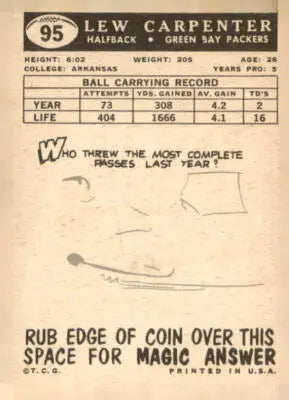 95
LEW CARPENTER
HALFBACK • GREEN BAY PACKERS
HEIGHT: 6:02 WEIGHT: 205 AGE: 26
COLLEGE: ARKANSAS YEARS PRO: 5
BALL CARRYING RECORD
ATTEMPTS YDS. GAINED AV. GAIN TD'S
YEAR 73 308 4.2 2
LIFE 404 1666 4.1 16
WHO THREW THE MOST COMPLETE
PASSES LAST YEAR?
RUB EDGE OF COIN OVER THIS
SPACE FOR MAGIC ANSWER
©T.C.G. PRINTED IN U.S.A.